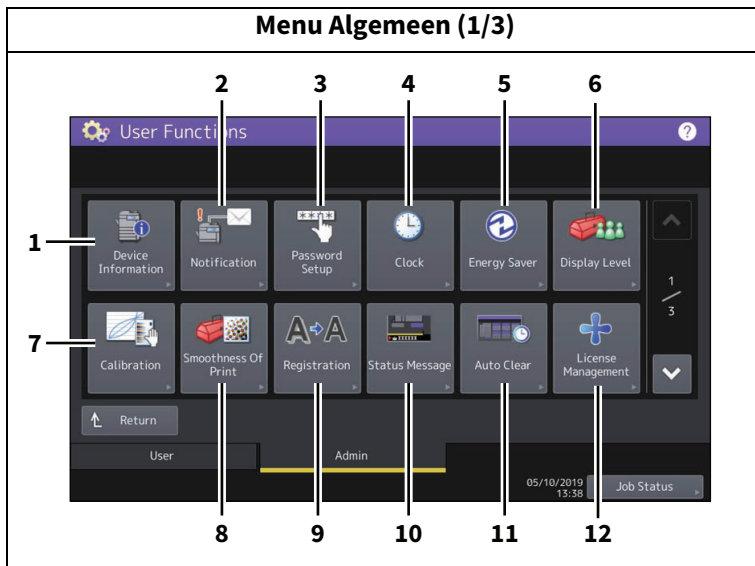 Menu Algemeen (1/3)
2 3 4 5 6
User Functions ?
1
Device
Information
Notification
Password
Setup
Clock
Energy Saver
Display Level
1
3
7
Calibration
Smoothness Of
Print
Registration
Status Message
Auto Clear
License
Management
Return
User
Admin
05/10/2019
13:38
Job Status
8 9 10 11 12